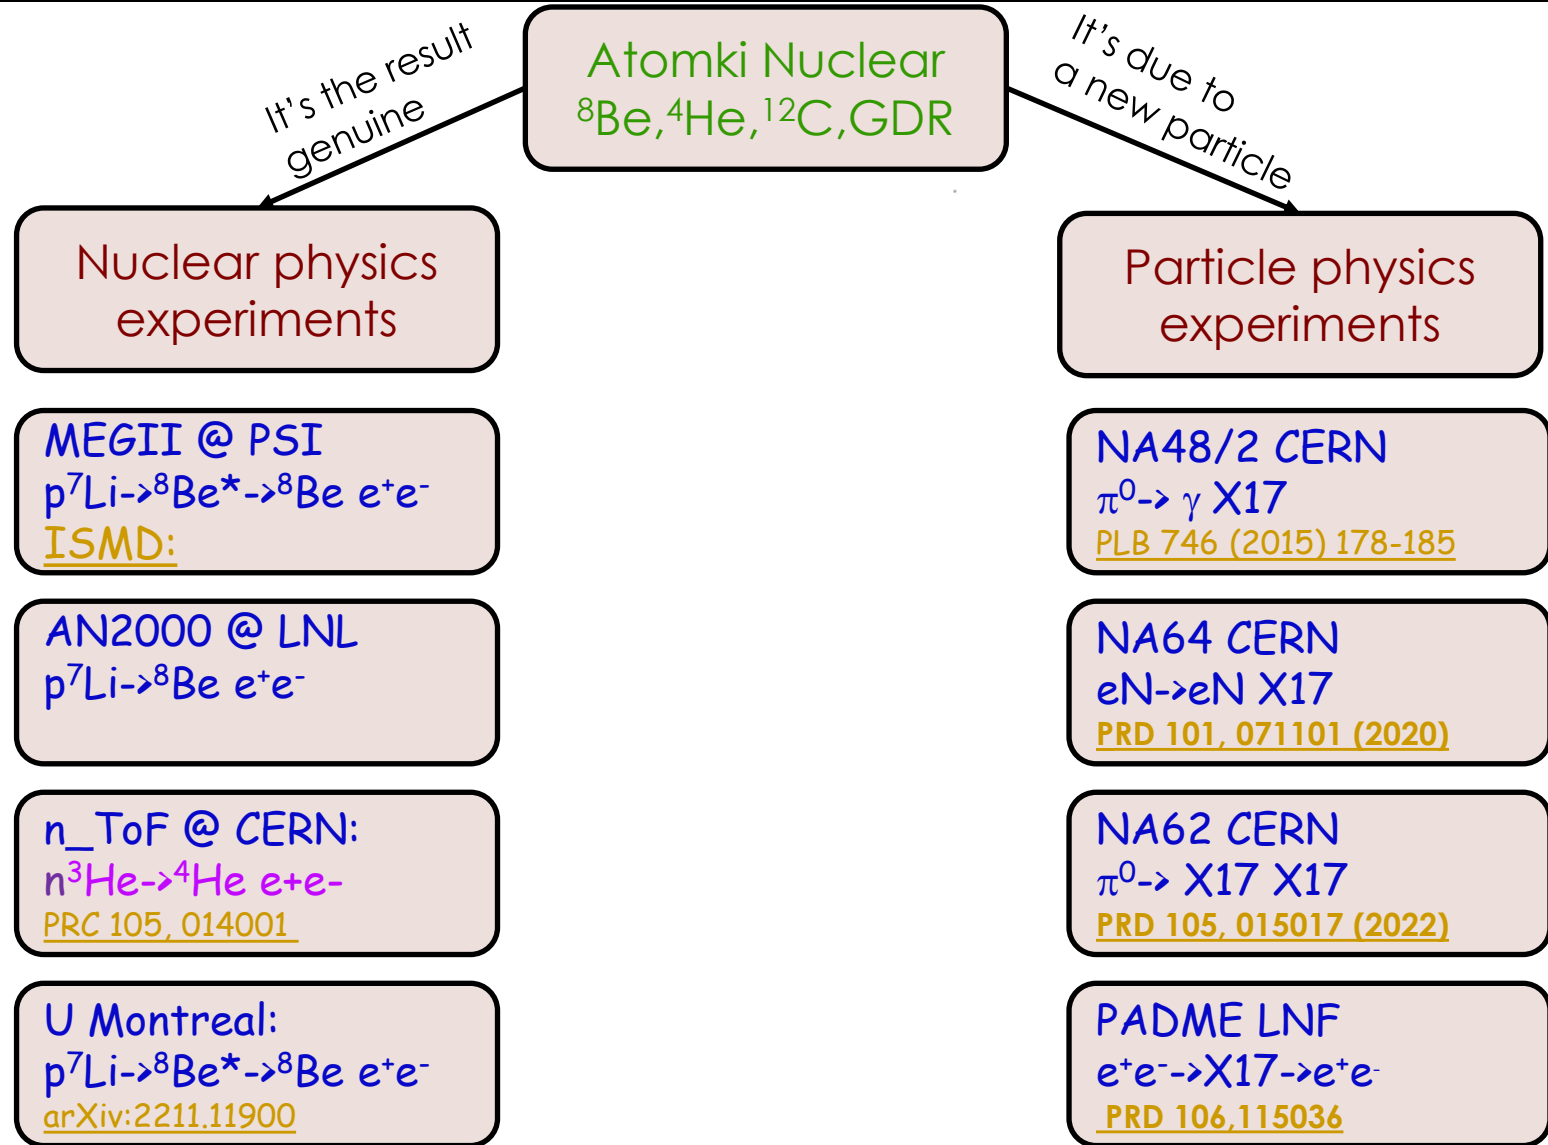 Atomki Nuclear
⁸Be,⁴He,¹²C,GDR
It's the result
genuine
It's due to
a new particle
Nuclear physics
experiments
MEGII @ PSI
p⁷Li->⁸Be*->⁸Be e⁺e⁻
ISMD:
AN2000 @ LNL
p⁷Li->⁸Be e⁺e⁻
n_ToF @ CERN:
n³He->⁴He e+e-
PRC 105, 014001
U Montreal:
p⁷Li->⁸Be*->⁸Be e⁺e⁻
arXiv:2211.11900
Particle physics
experiments
NA48/2 CERN
π⁰-> γ X17
PLB 746 (2015) 178-185
NA64 CERN
eN->eN X17
PRD 101, 071101 (2020)
NA62 CERN
π⁰-> X17 X17
PRD 105, 015017 (2022)
PADME LNF
e⁺e⁻->X17->e⁺e⁻
PRD 106,115036